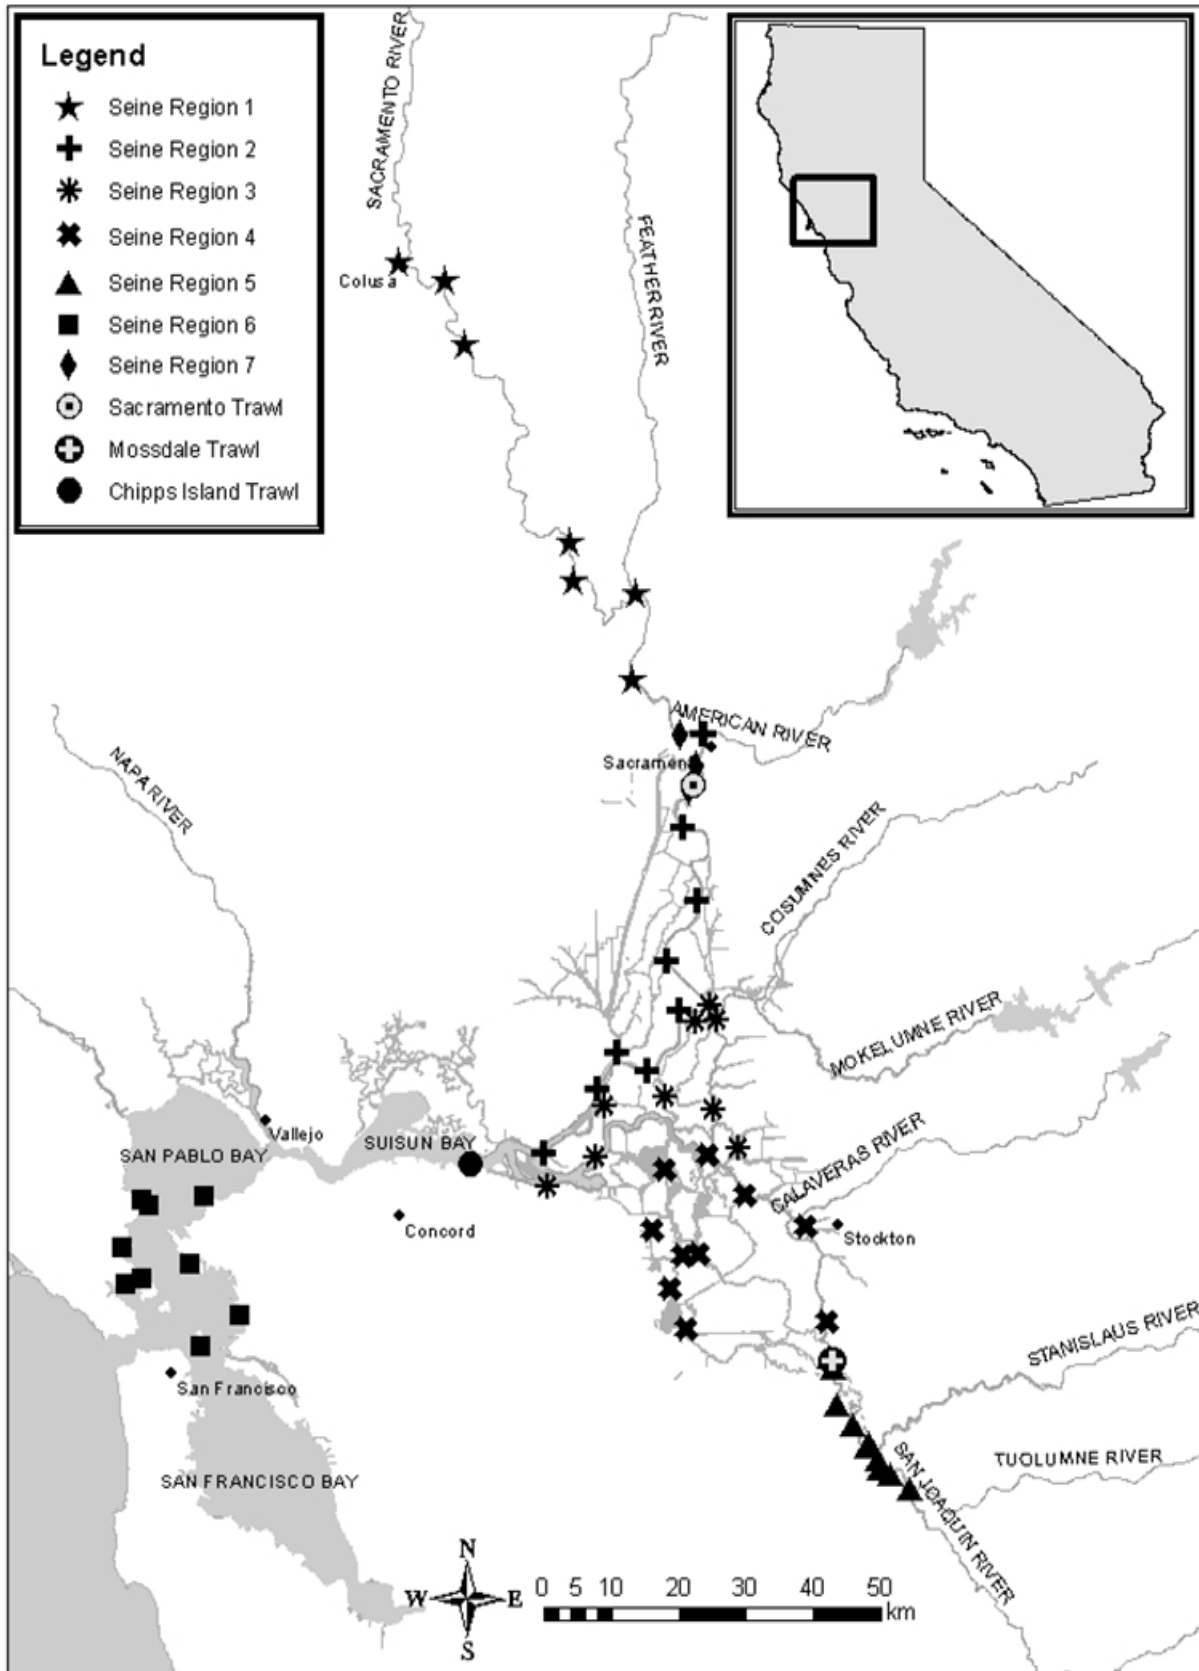 Legend
Seine Region 1
Seine Region 2
Seine Region 3
Seine Region 4
Seine Region 5
Seine Region 6
Seine Region 7
Sacramento Trawl
Mossdale Trawl
Chipps Island Trawl
SACRAMENTO RIVER
FEATHER RIVER
Colusa
AMERICAN RIVER
Sacramen
NAPA RIVER
COSUMNES RIVER
MOKELUMNE RIVER
CALAVERAS RIVER
Vallejo
SUISUN BAY
SAN PABLO BAY
Concord
Stockton
STANISLAUS RIVER
San Francisco
TUOLUMNE RIVER
SAN JOAQUIN RIVER
SAN FRANCISCO BAY
N
W E
S
0 5 10 20 30 40 50
km